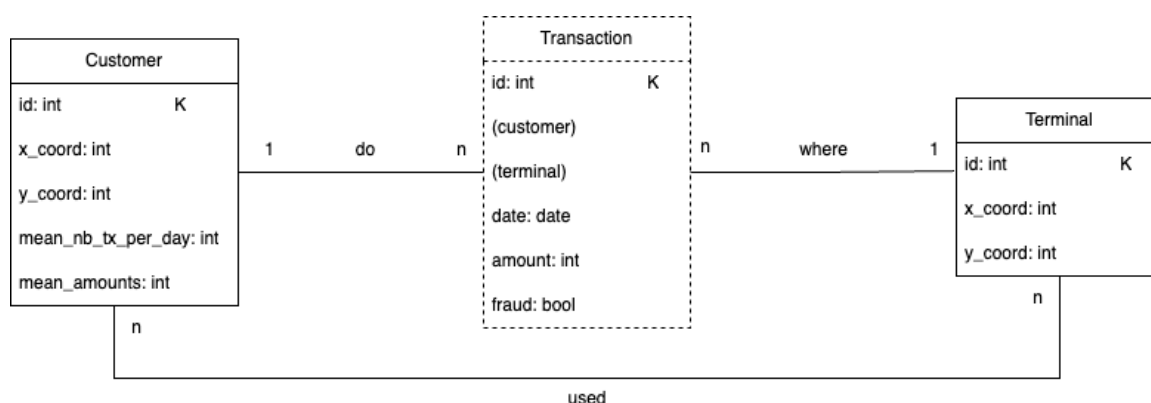 Customer
id: int K
x_coord: int
y_coord: int
mean_nb_tx_per_day: int
mean_amounts: int
1 do n
Transaction
id: int K
(customer)
(terminal)
date: date
amount: int
fraud: bool
n where 1
Terminal
id: int K
x_coord: int
y_coord: int
n
n
used